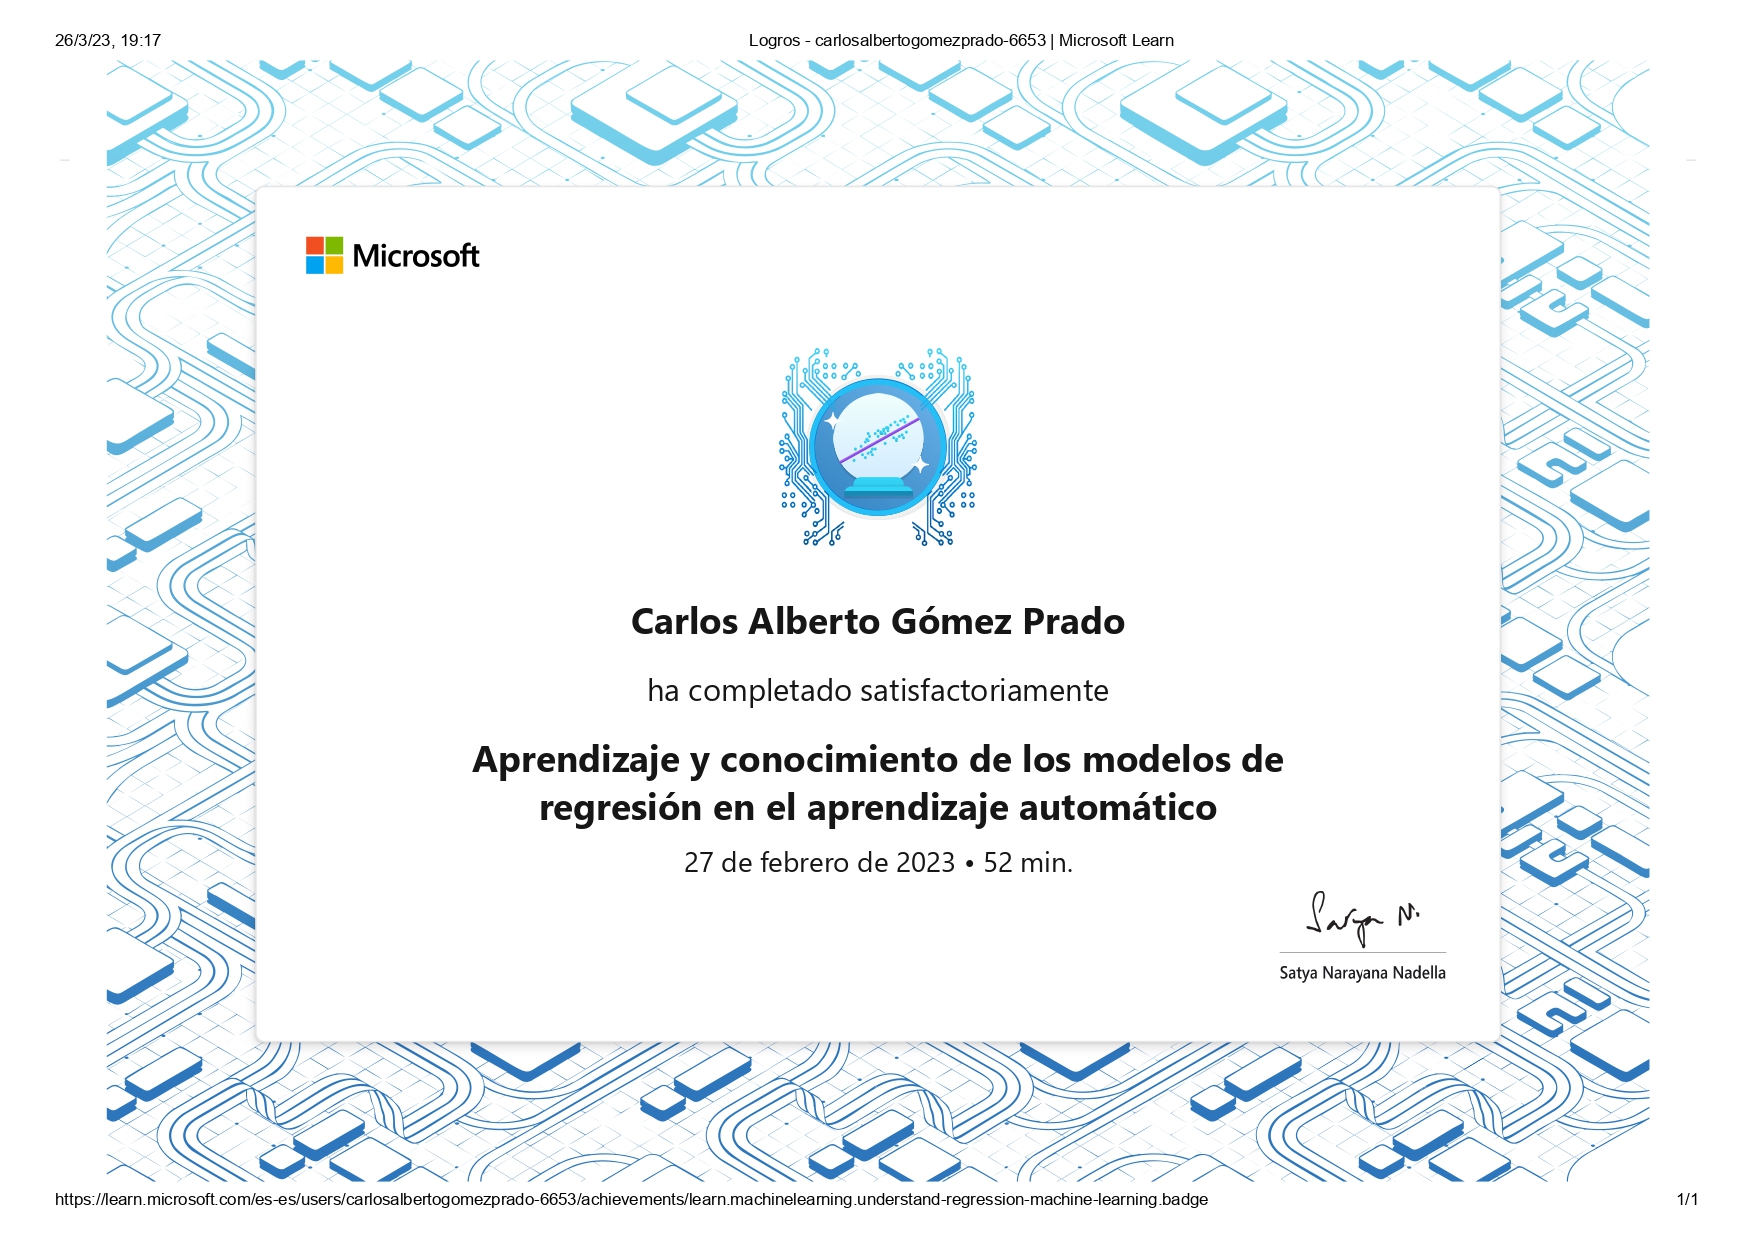 26/3/23, 19:17
Logros - carlosalbertogomezprado-6653 | Microsoft Learn
Microsoft
Carlos Alberto Gómez Prado
ha completado satisfactoriamente
Aprendizaje y conocimiento de los modelos de
regresión en el aprendizaje automático
27 de febrero de 2023 • 52 min.
Satya N.
Satya Narayana Nadella
https://learn.microsoft.com/es-es/users/carlosalbertogomezprado-6653/achievements/learn.machinelearning.understand-regression-machine-learning.badge
1/1